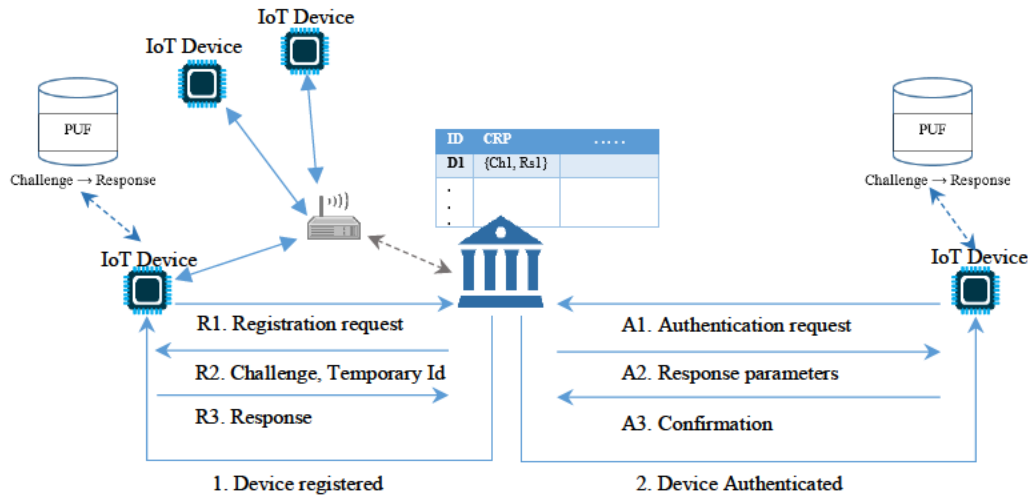 IoT Device
IoT Device
PUF
Challenge → Response
IoT Device
ID CRP .....
D1 {Ch1, Rs1}
.
.
.
PUF
Challenge → Response
IoT Device
R1. Registration request
R2. Challenge, Temporary Id
R3. Response
1. Device registered
A1. Authentication request
A2. Response parameters
A3. Confirmation
2. Device Authenticated